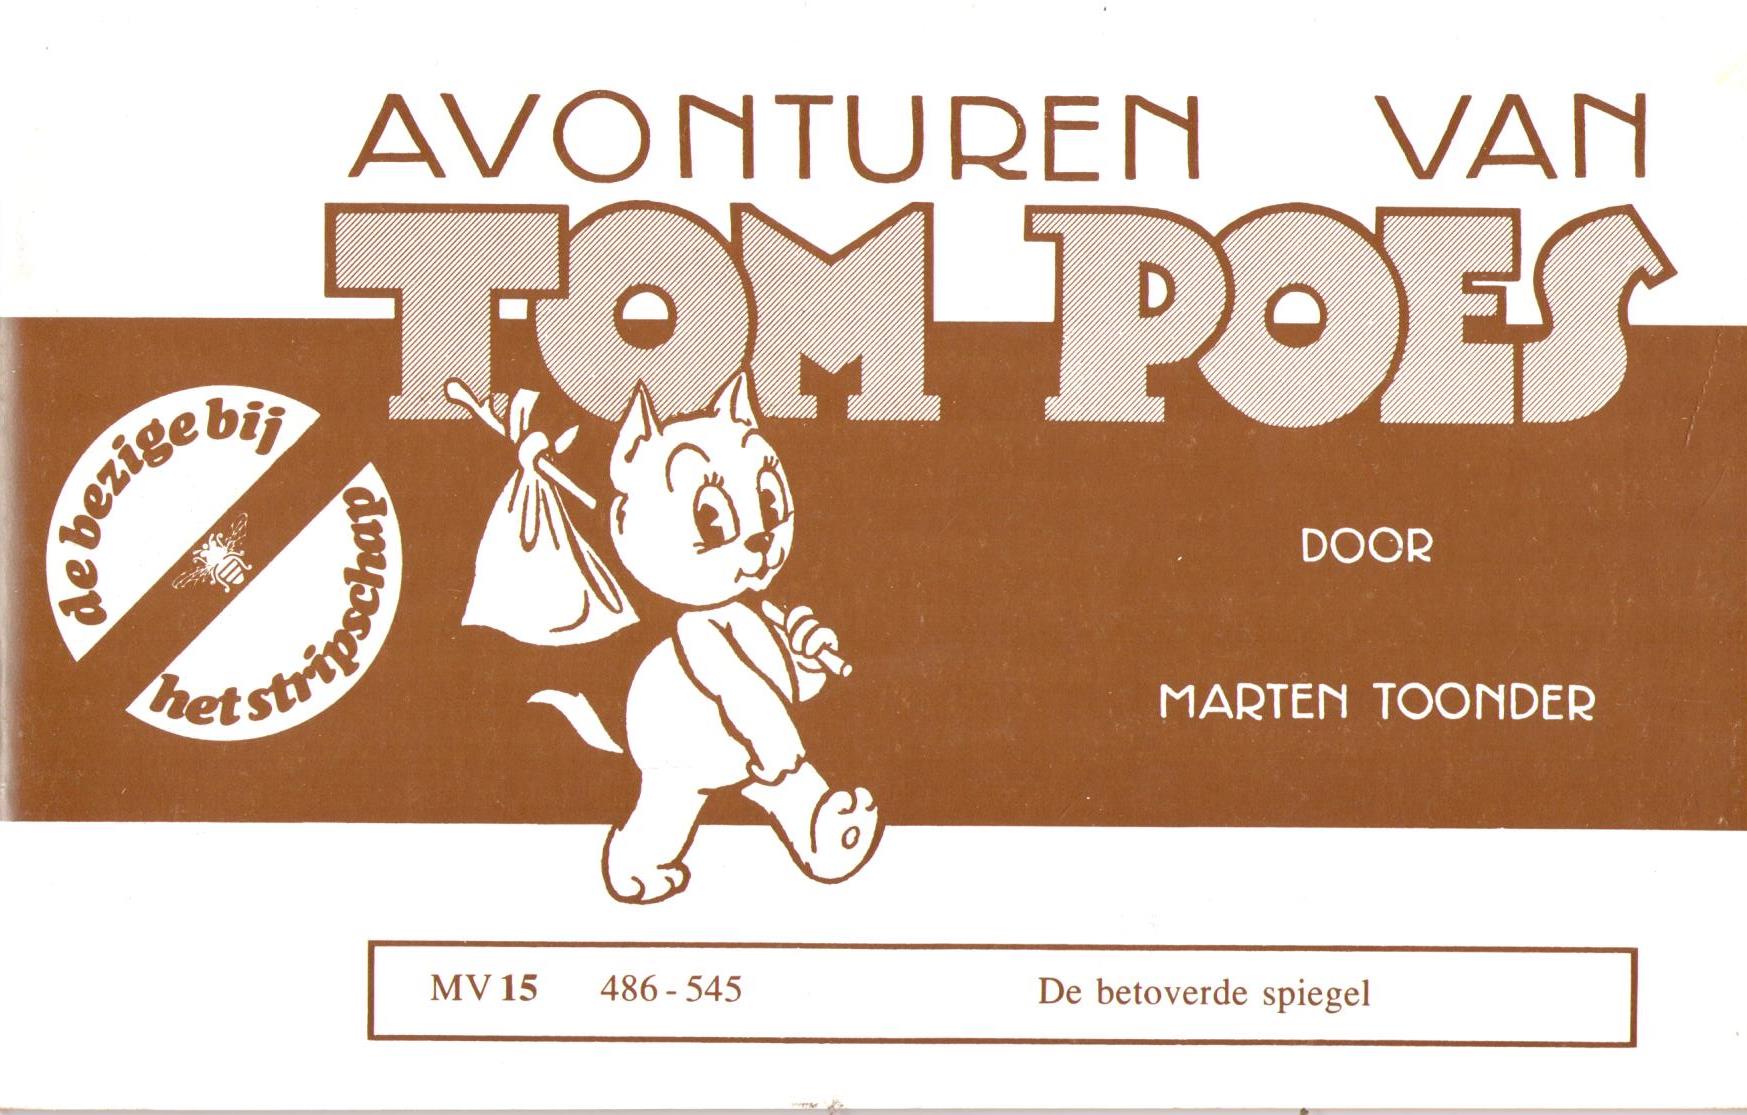 AVONTUREN VAN
TOM POES
de bezige bij
het stripschap
DOOR
MARTEN TOONDER
MV 15 486 - 545 De betoverde spiegel